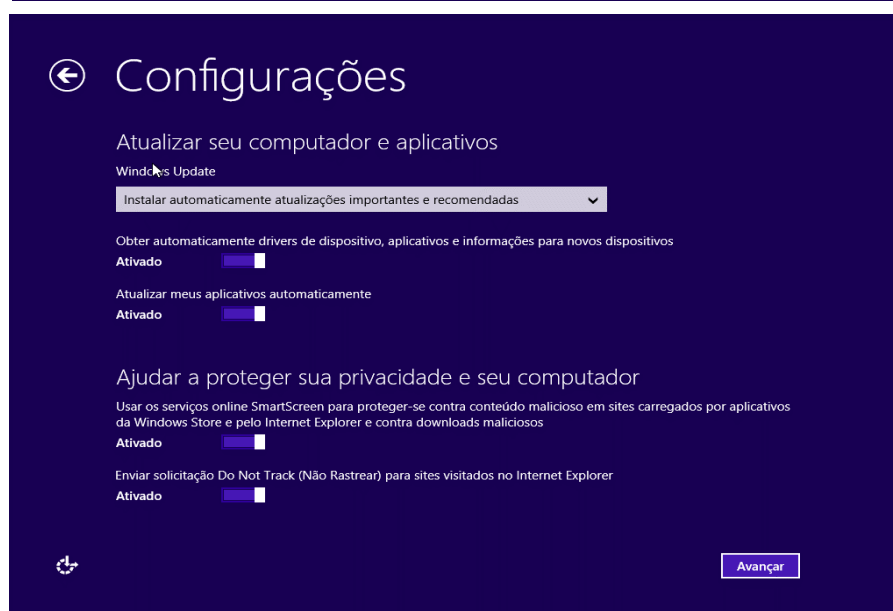 Configurações
Atualizar seu computador e aplicativos
Windows Update
Instalar automaticamente atualizações importantes e recomendadas
Obter automaticamente drivers de dispositivo, aplicativos e informações para novos dispositivos
Ativado
Atualizar meus aplicativos automaticamente
Ativado
Ajudar a proteger sua privacidade e seu computador
Usar os serviços online SmartScreen para proteger-se contra conteúdo malicioso em sites carregados por aplicativos
da Windows Store e pelo Internet Explorer e contra downloads maliciosos
Ativado
Enviar solicitação Do Not Track (Não Rastrear) para sites visitados no Internet Explorer
Ativado
Avançar